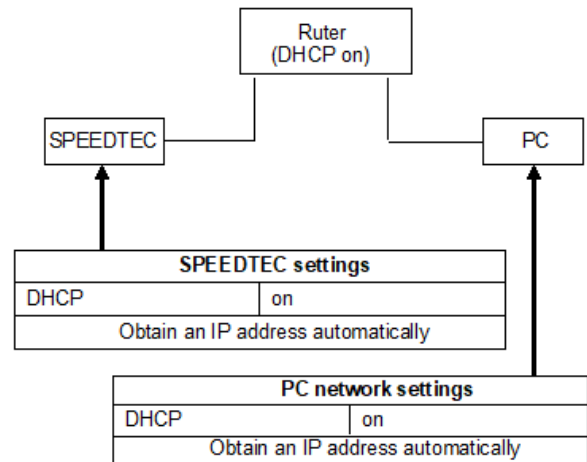 Ruter
(DHCP on)
SPEEDTEC
PC
SPEEDTEC settings
DHCP on
Obtain an IP address automatically
PC network settings
DHCP on
Obtain an IP address automatically